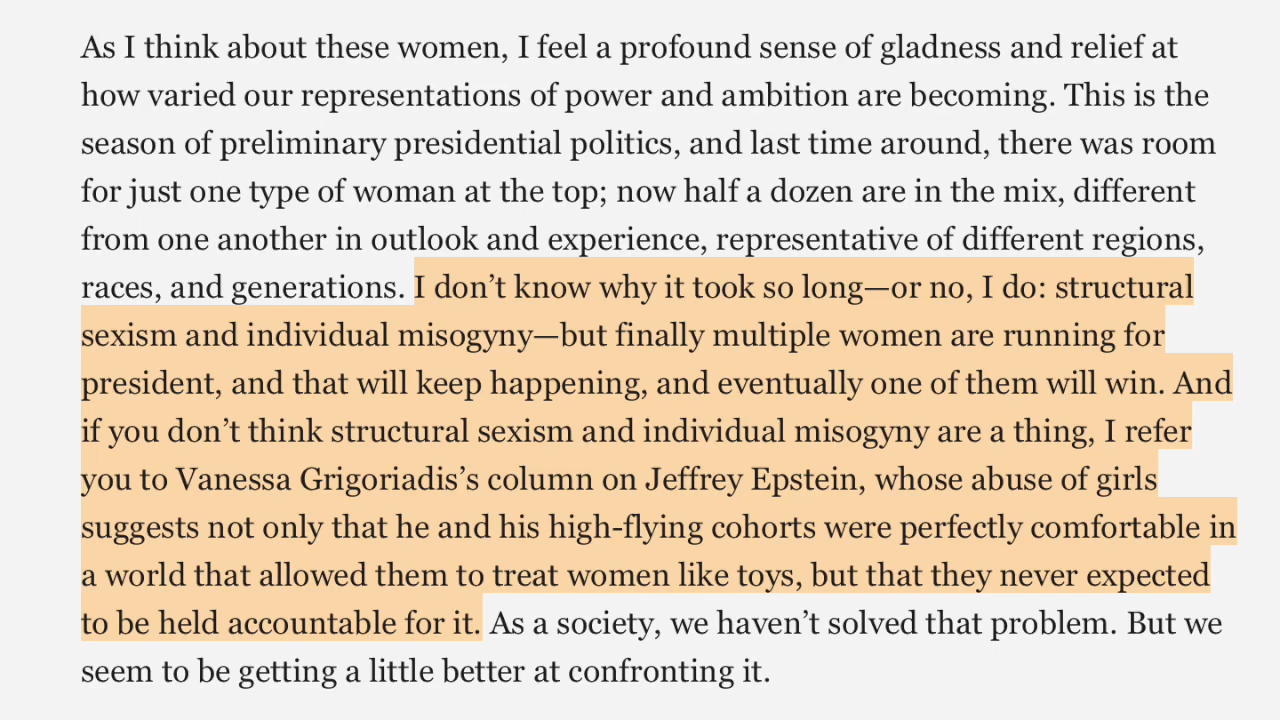 As I think about these women, I feel a profound sense of gladness and relief at
how varied our representations of power and ambition are becoming. This is the
season of preliminary presidential politics, and last time around, there was room
for just one type of woman at the top; now half a dozen are in the mix, different
from one another in outlook and experience, representative of different regions,
races, and generations. I don’t know why it took so long—or no, I do: structural
sexism and individual misogyny—but finally multiple women are running for
president, and that will keep happening, and eventually one of them will win. And
if you don’t think structural sexism and individual misogyny are a thing, I refer
you to Vanessa Grigoriadis’s column on Jeffrey Epstein, whose abuse of girls
suggests not only that he and his high-flying cohorts were perfectly comfortable in
a world that allowed them to treat women like toys, but that they never expected
to be held accountable for it. As a society, we haven’t solved that problem. But we
seem to be getting a little better at confronting it.